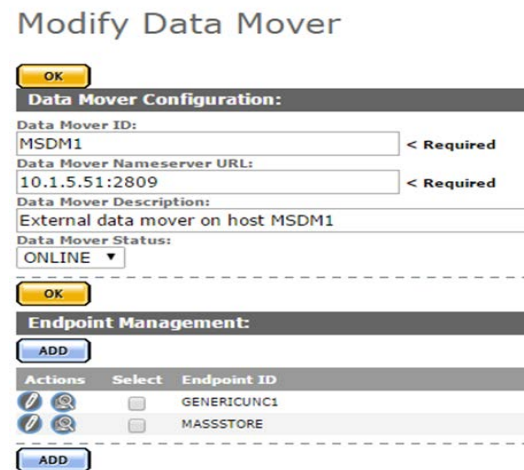 Modify Data Mover
OK
Data Mover Configuration:
Data Mover ID:
MSDM1 < Required
Data Mover Nameserver URL:
10.1.5.51:2809 < Required
Data Mover Description:
External data mover on host MSDM1
Data Mover Status:
ONLINE
OK
Endpoint Management:
ADD
Actions Select Endpoint ID
GENERICUNC1
MASSSTORE
ADD